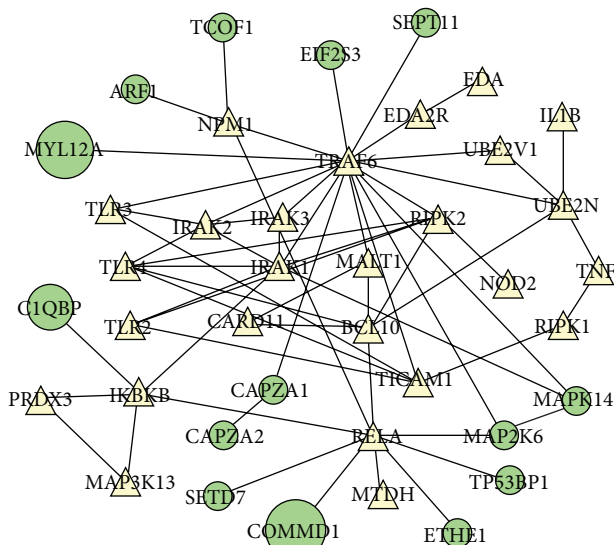 TCOF1
SEPT11
EIF2S3
EDA
ARF1
EDA2R
IL1B
NPM1
MYL12A
TRAF6
UBE2V1
TLR3
IRAK2
IRAK3
RIPK2
UBE2N
TLR4
IRAK1
MALT1
NOD2
TNF
C1QBP
TLR2
CARD11
BCL10
RIPK1
PRDX3
IKBKB
CAPZA1
TICAM1
MAPK14
CAPZA2
RELA
MAP2K6
MAP3K13
SETD7
MTDH
TP53BP1
COMMD1
ETHE1